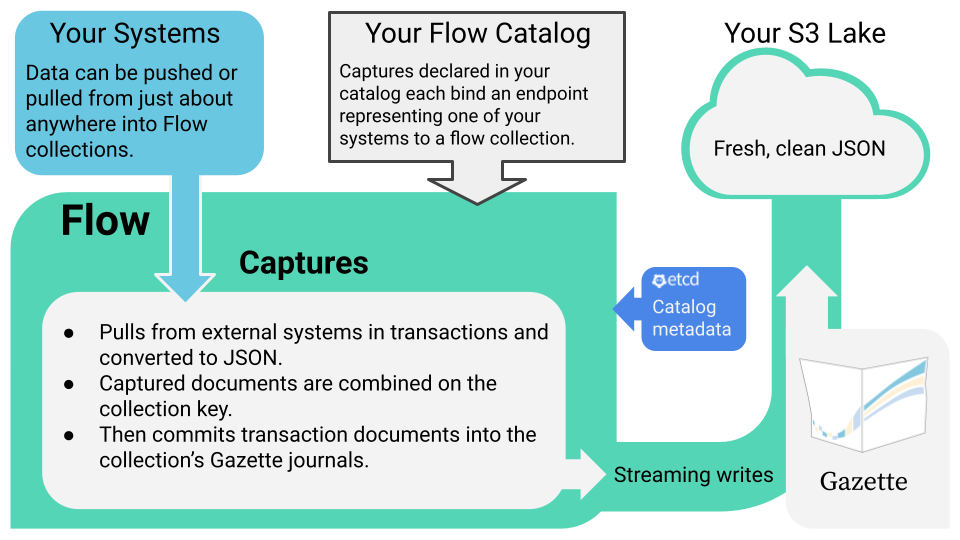 Your Systems
Data can be pushed or
pulled from just about
anywhere into Flow
collections.
Your Flow Catalog
Captures declared in your
catalog each bind an endpoint
representing one of your
systems to a flow collection.
Your S3 Lake
Fresh, clean JSON
Flow
Captures
● Pulls from external systems in transactions and
converted to JSON.
● Captured documents are combined on the
collection key.
● Then commits transaction documents into the
collection’s Gazette journals.
etcd
Catalog
metadata
Streaming writes
Gazette